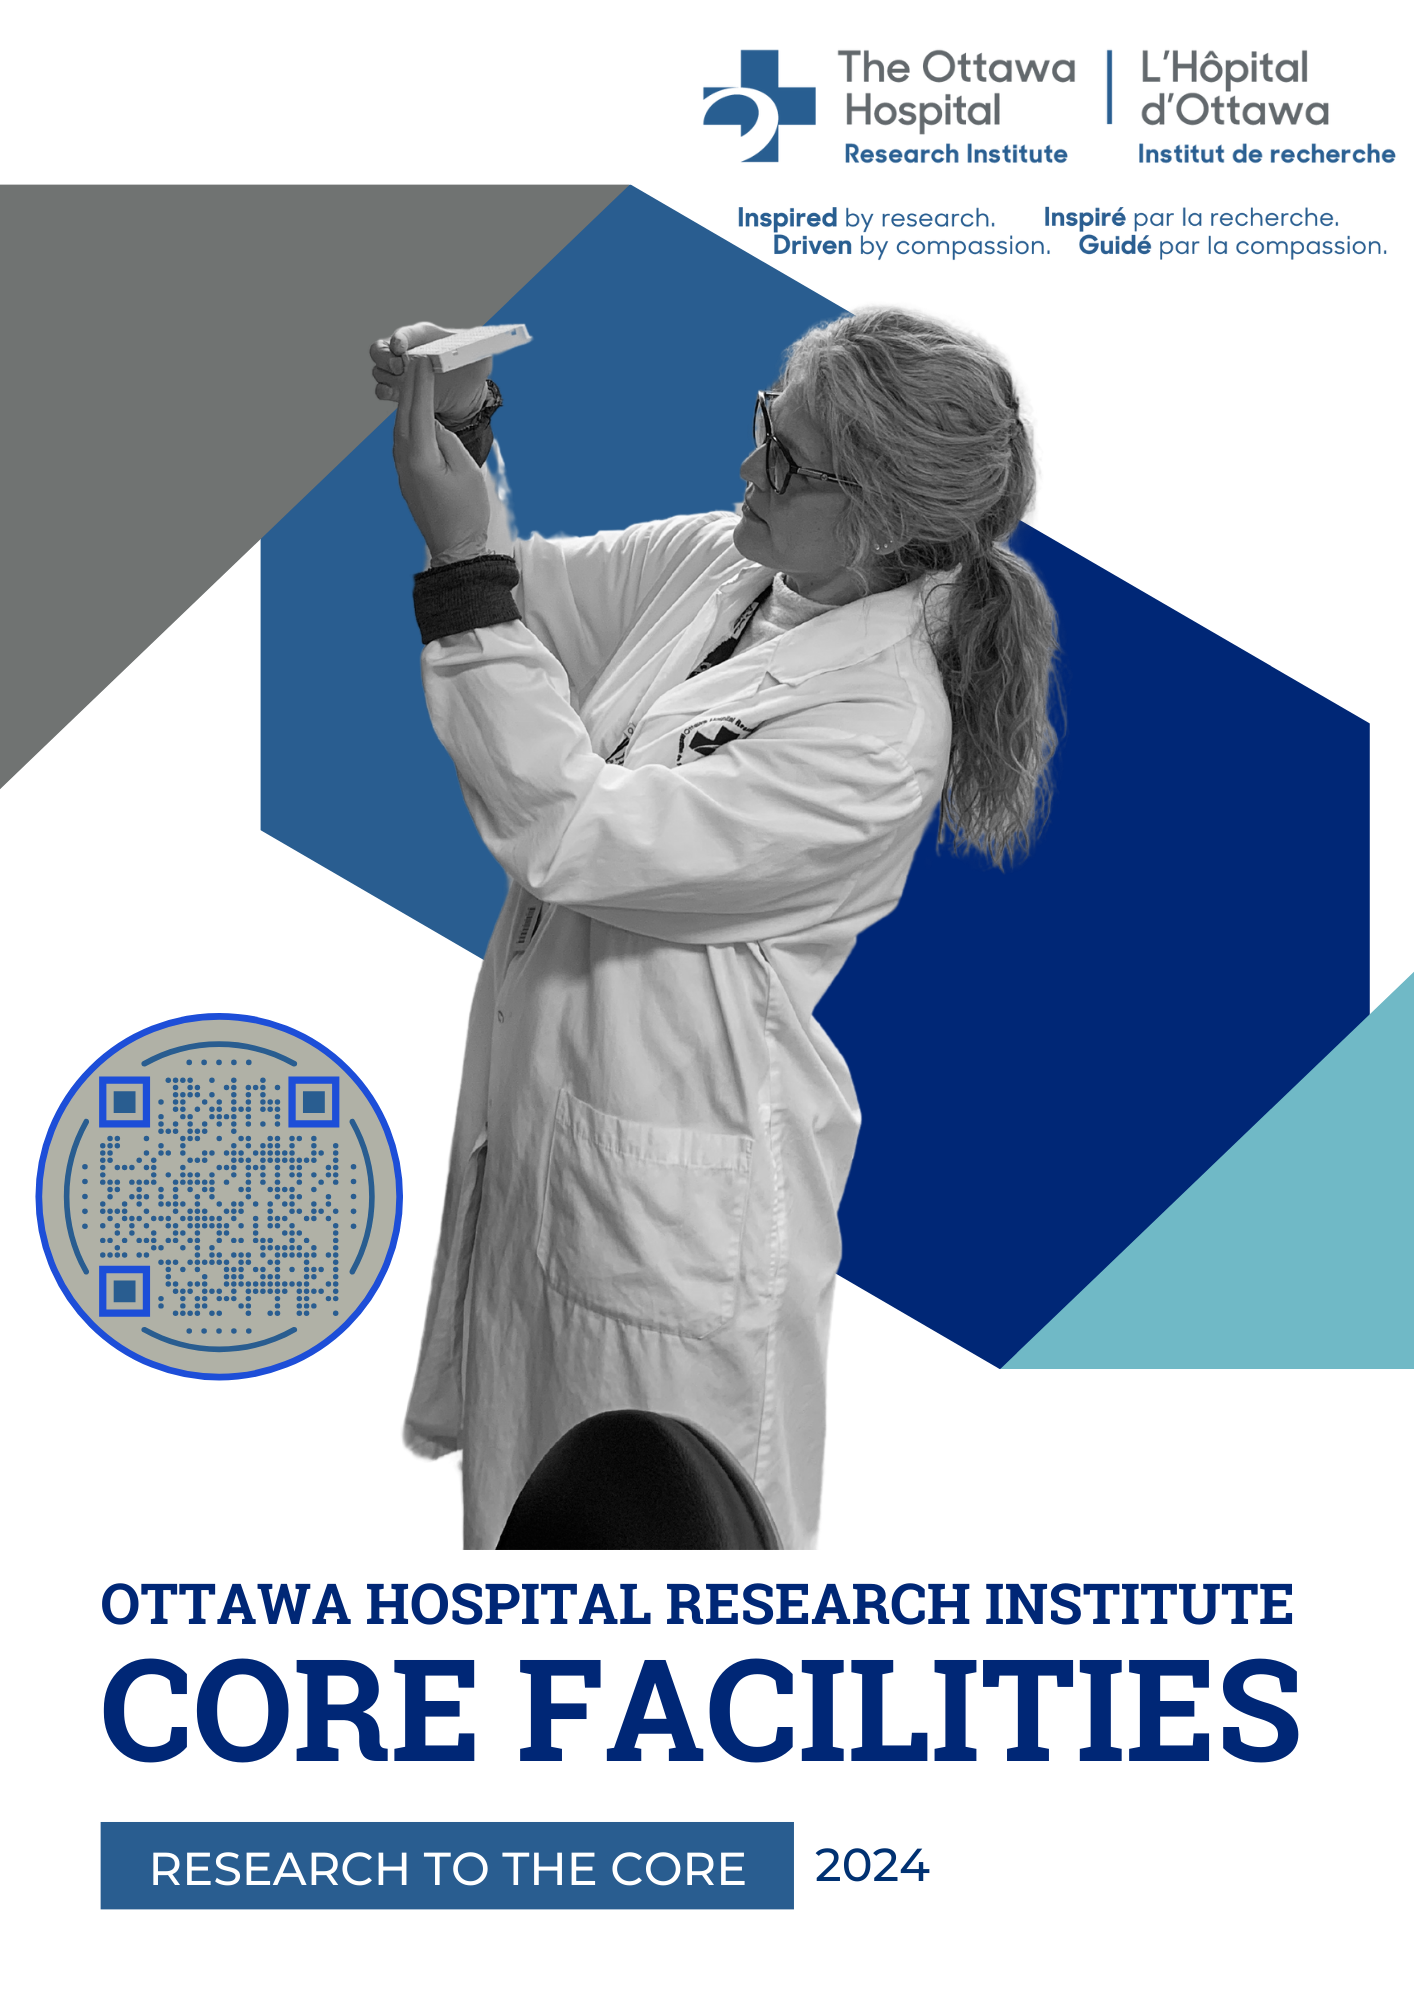 The Ottawa
Hospital
Research Institute
L'Hôpital
d'Ottawa
Institut de recherche
Inspired by research.
Driven by compassion.
Inspiré par la recherche.
Guidé par la compassion.
OTTAWA HOSPITAL RESEARCH INSTITUTE
CORE FACILITIES
RESEARCH TO THE CORE
2024